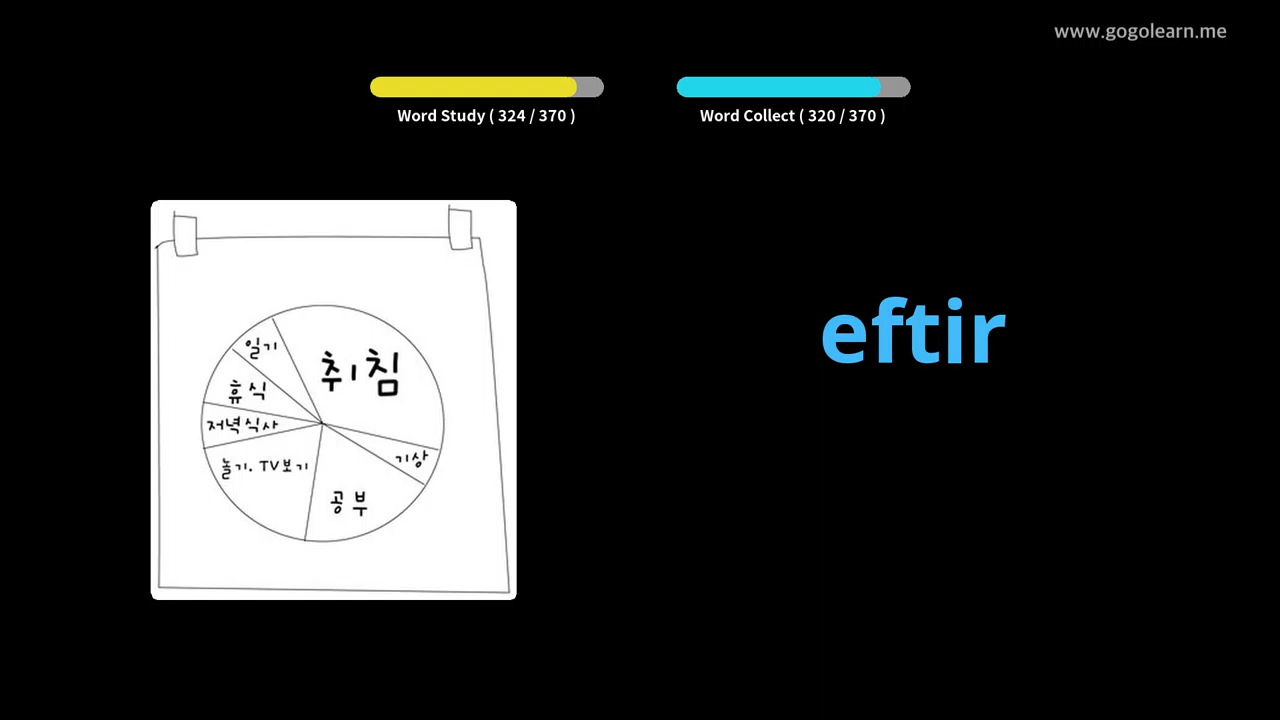 www.gogolearn.me
Word Study ( 324 / 370 )
Word Collect ( 320 / 370 )
일기
취침
휴식
저녁식사
놀기. TV보기
기상
공부
eftir